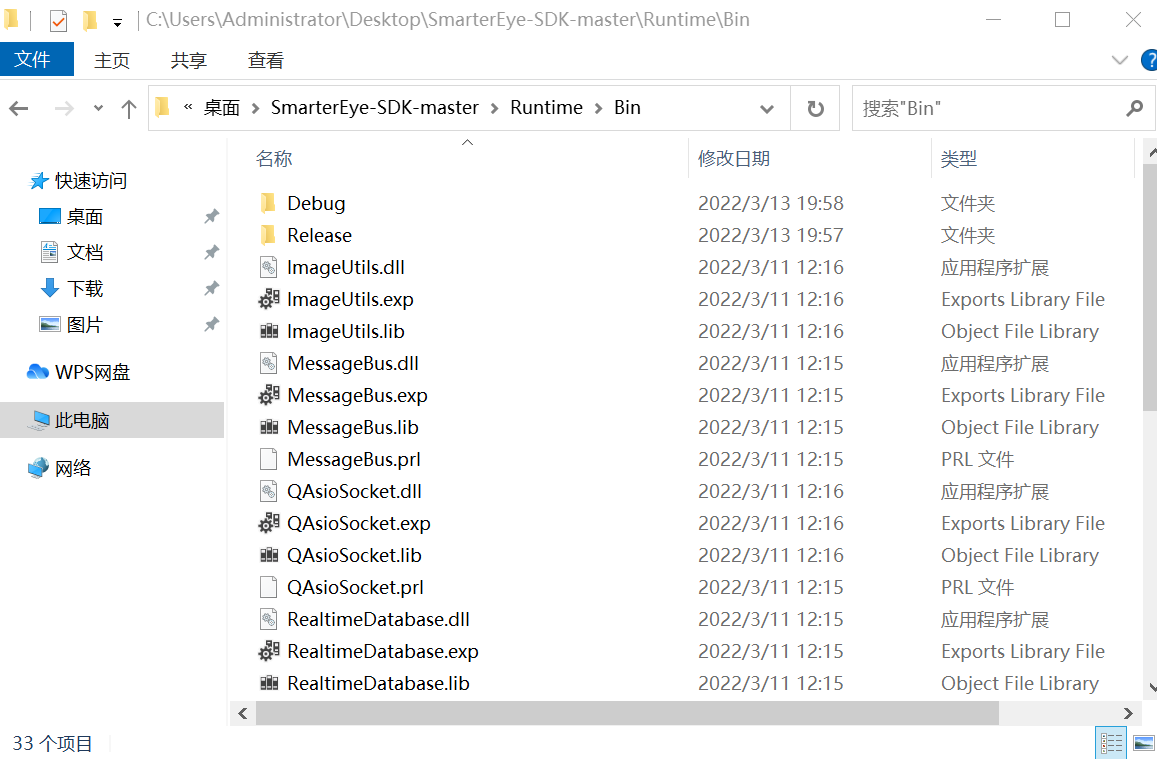 C:\Users\Administrator\Desktop\SmarterEye-SDK-master\Runtime\Bin
文件 主页 共享 查看
« 桌面 > SmarterEye-SDK-master > Runtime > Bin
搜索"Bin"
名称 修改日期 类型
快速访问
桌面
文档
下载
图片
WPS网盘
此电脑
网络
Debug 2022/3/13 19:58 文件夹
Release 2022/3/13 19:57 文件夹
ImageUtils.dll 2022/3/11 12:16 应用程序扩展
ImageUtils.exp 2022/3/11 12:16 Exports Library File
ImageUtils.lib 2022/3/11 12:16 Object File Library
MessageBus.dll 2022/3/11 12:15 应用程序扩展
MessageBus.exp 2022/3/11 12:15 Exports Library File
MessageBus.lib 2022/3/11 12:15 Object File Library
MessageBus.prl 2022/3/11 12:15 PRL 文件
QAsioSocket.dll 2022/3/11 12:16 应用程序扩展
QAsioSocket.exp 2022/3/11 12:16 Exports Library File
QAsioSocket.lib 2022/3/11 12:16 Object File Library
QAsioSocket.prl 2022/3/11 12:15 PRL 文件
RealtimeDatabase.dll 2022/3/11 12:15 应用程序扩展
RealtimeDatabase.exp 2022/3/11 12:15 Exports Library File
RealtimeDatabase.lib 2022/3/11 12:15 Object File Library
33 个项目